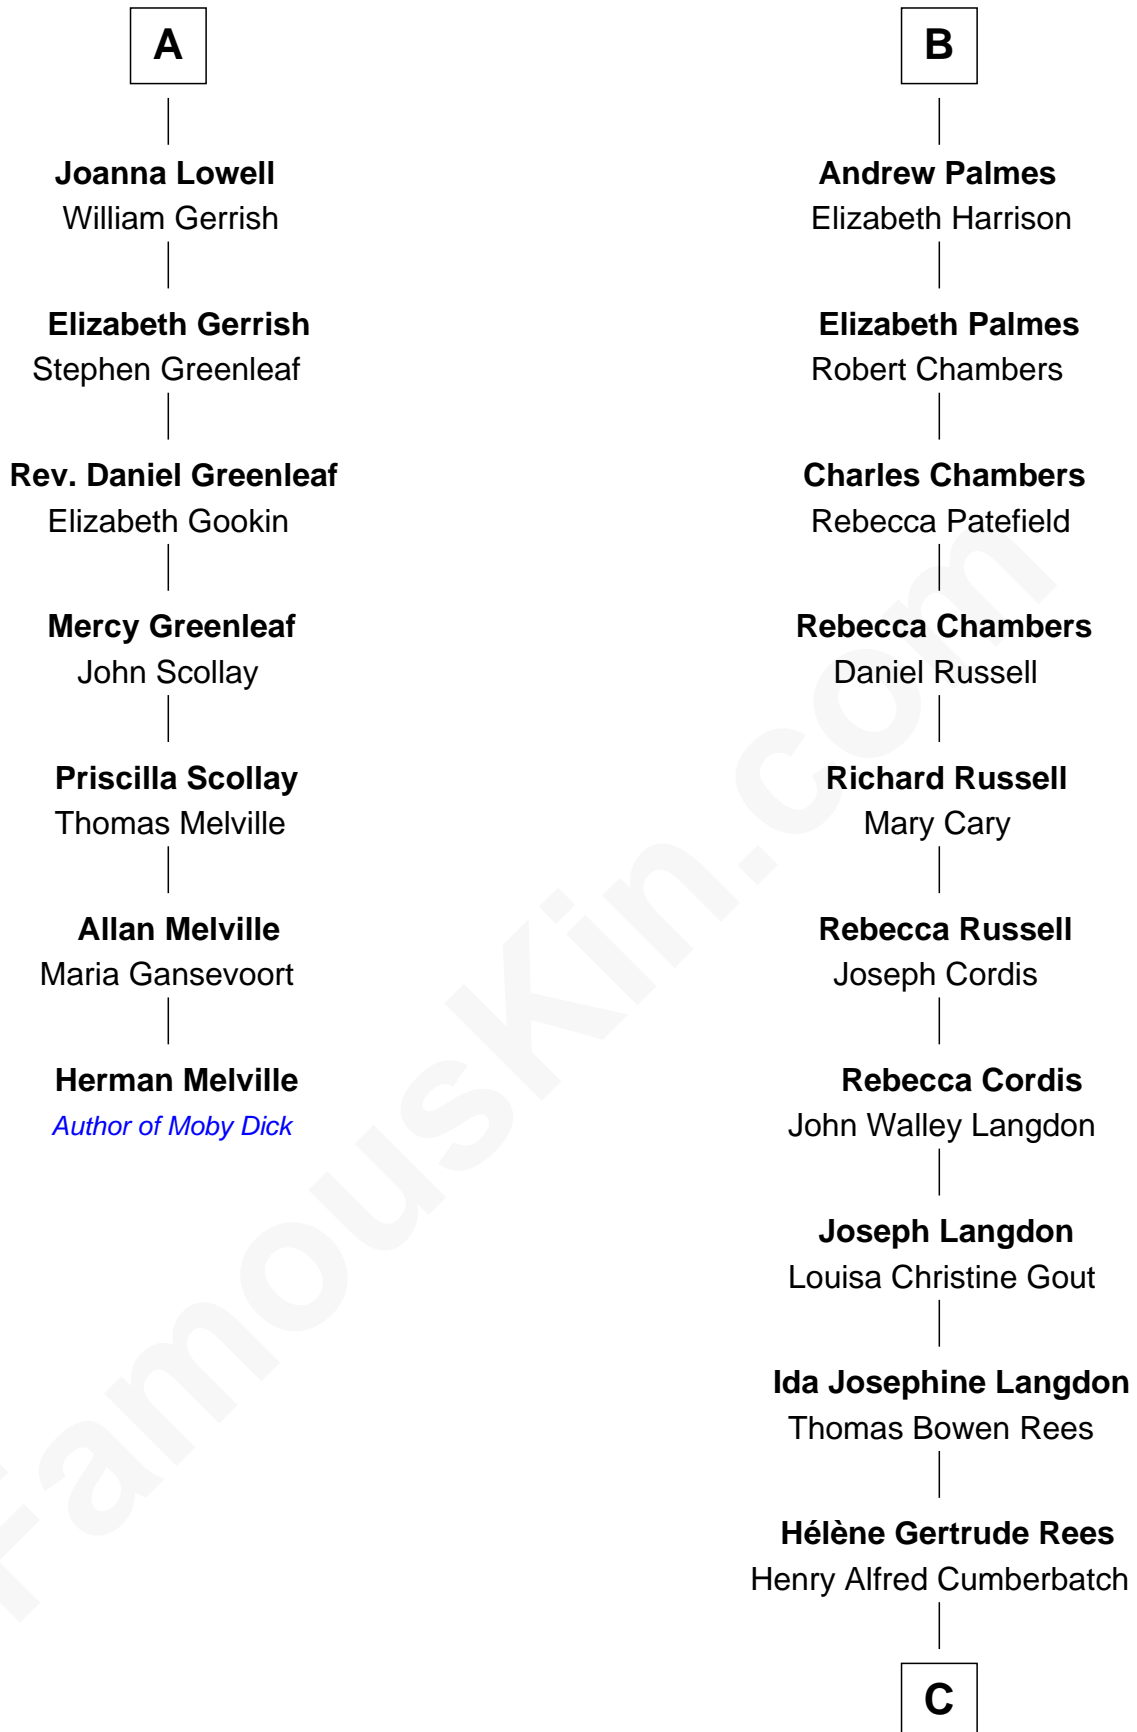 A
Joanna Lowell
William Gerrish
Elizabeth Gerrish
Stephen Greenleaf
Rev. Daniel Greenleaf
Elizabeth Gookin
Mercy Greenleaf
John Scollay
Priscilla Scollay
Thomas Melville
Allan Melville
Maria Gansevoort
Herman Melville
Author of Moby Dick
B
Andrew Palmes
Elizabeth Harrison
Elizabeth Palmes
Robert Chambers
Charles Chambers
Rebecca Patefield
Rebecca Chambers
Daniel Russell
Richard Russell
Mary Cary
Rebecca Russell
Joseph Cordis
Rebecca Cordis
John Walley Langdon
Joseph Langdon
Louisa Christine Gout
Ida Josephine Langdon
Thomas Bowen Rees
Hélène Gertrude Rees
Henry Alfred Cumberbatch
C
FamousKin.com